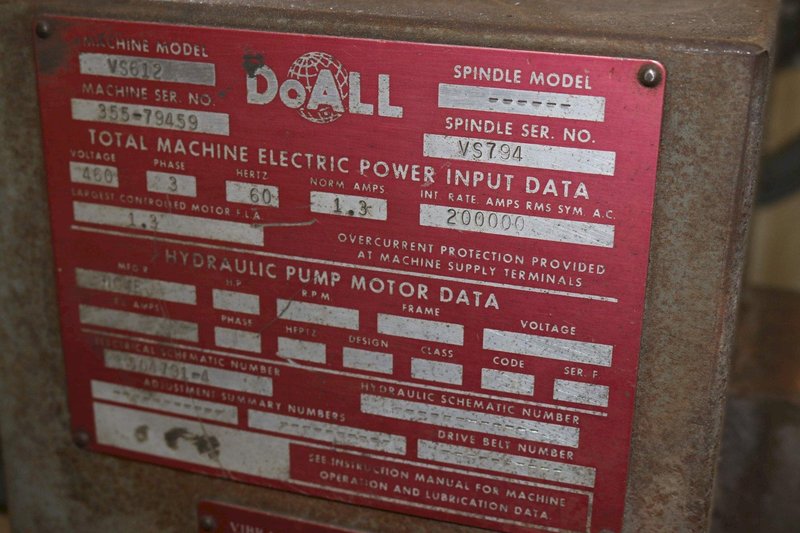 MACHINE MODEL
VS612
DOALL
SPINDLE MODEL
------
MACHINE SER. NO.
355-79459
SPINDLE SER. NO.
VS794
TOTAL MACHINE ELECTRIC POWER INPUT DATA
VOLTAGE PHASE HERTZ NORM AMPS INT. RATE. AMPS RMS SYM. A.C.
460 3 60 1.3 200000
LARGEST CONTROLLED MOTOR F.L.A.
1.3
OVERCURRENT PROTECTION PROVIDED
AT MACHINE SUPPLY TERMINALS
HYDRAULIC PUMP MOTOR DATA
MFG'R H.P. R.P.M. FRAME VOLTAGE
F.L. AMPS PHASE HERTZ DESIGN CLASS CODE SER. F.
ELECTRICAL SCHEMATIC NUMBER
HYDRAULIC SCHEMATIC NUMBER
ADJUSTMENT SUMMARY NUMBERS
DRIVE BELT NUMBER
SEE INSTRUCTION MANUAL FOR MACHINE
OPERATION AND LUBRICATION DATA